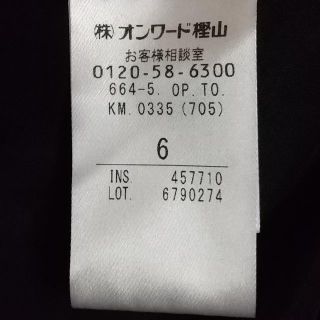 (株)オンワード樫山
お客様相談室
0120-58-6300
664-5. OP. TO.
KM. 0335 (705)
6
INS. 457710
LOT. 6790274